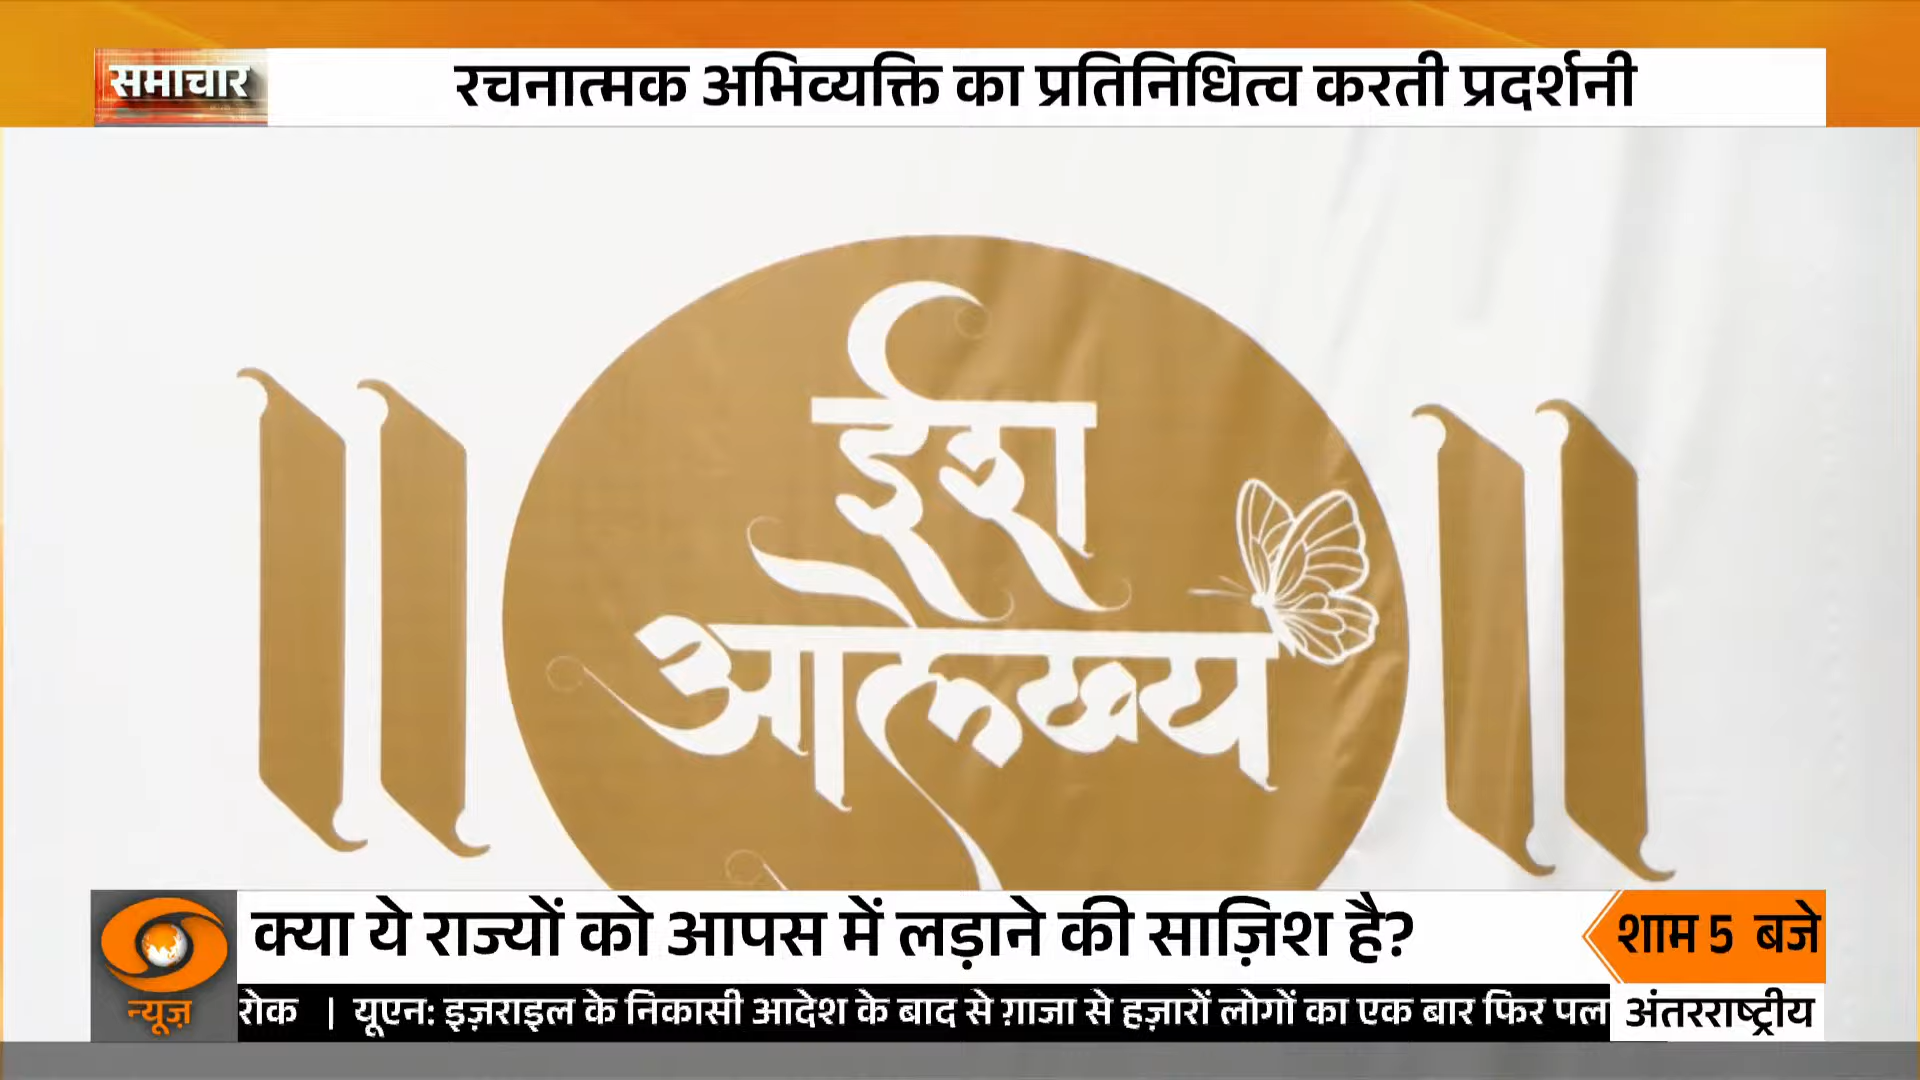 समाचार
रचनात्मक अभिव्यक्ति का प्रतिनिधित्व करती प्रदर्शनी
ईश
आलेख्य
क्या ये राज्यों को आपस में लड़ाने की साज़िश है?
शाम 5 बजे
न्यूज़
रोक | यूएन: इज़राइल के निकासी आदेश के बाद से ग़ाजा से हज़ारों लोगों का एक बार फिर पल
अंतरराष्ट्रीय